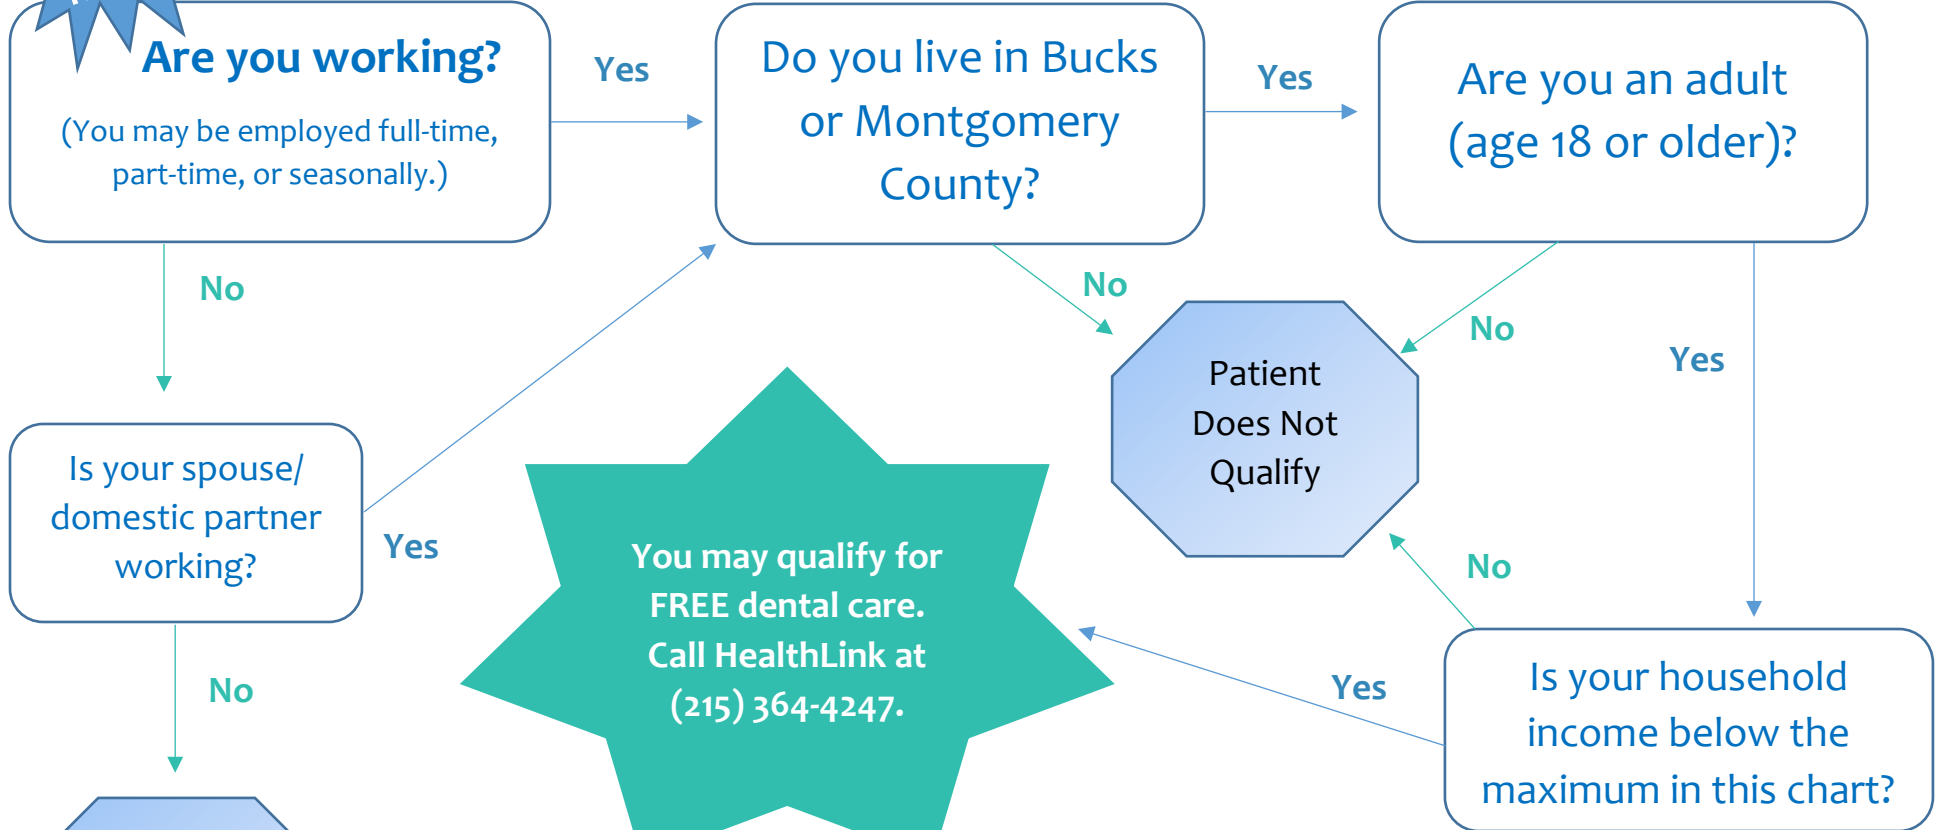 Are you working?
(You may be employed full-time,
part-time, or seasonally.)
Yes
Do you live in Bucks
or Montgomery
County?
Yes
Are you an adult
(age 18 or older)?
No
No
No
Yes
Patient
Does Not
Qualify
Is your spouse/
domestic partner
working?
Yes
You may qualify for
FREE dental care.
Call HealthLink at
(215) 364-4247.
No
No
Yes
Is your household
income below the
maximum in this chart?